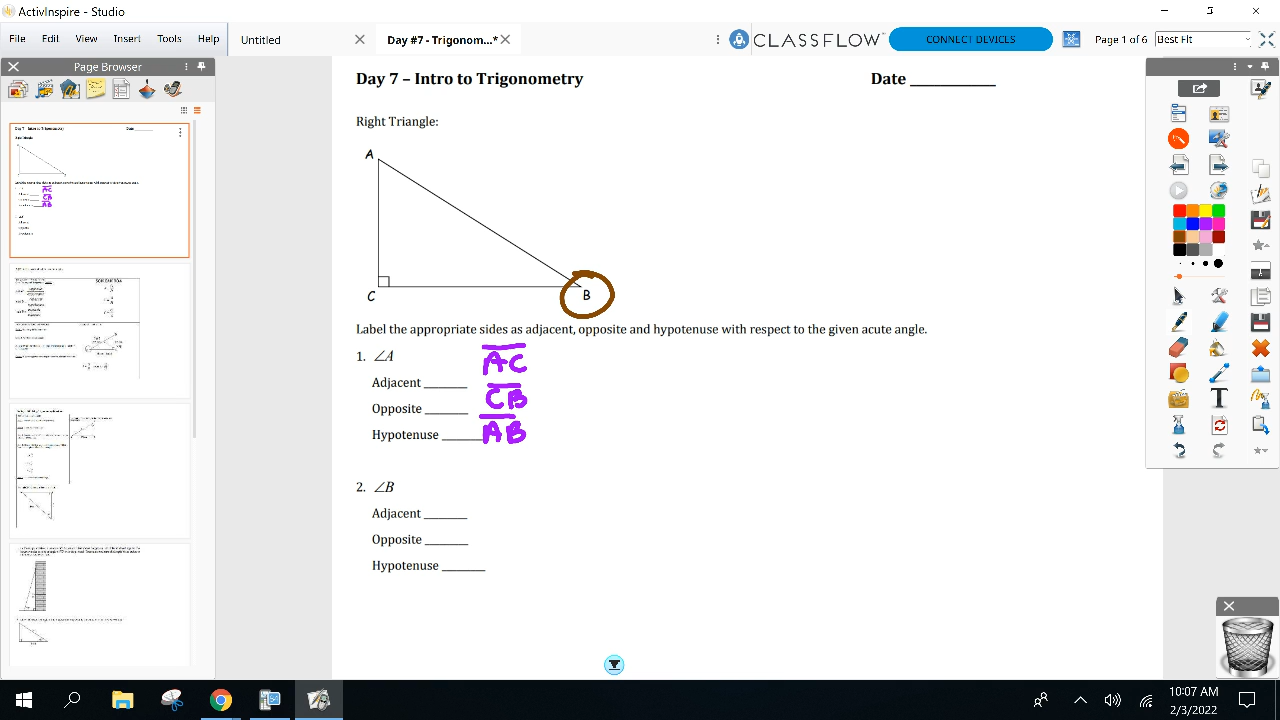 ActivInspire - Studio
File Edit View Insert Tools Help
Untitled
Day #7 - Trigonom...*
CLASSFLOW
CONNECT DEVICES
Page 1 of 6
Best Fit
Page Browser
Day 7 – Intro to Trigonometry
Date ____________
Right Triangle:
A
C
B
Label the appropriate sides as adjacent, opposite and hypotenuse with respect to the given acute angle.
1. ∠A
Adjacent _______ AC
Opposite _______ CB
Hypotenuse _______ AB
2. ∠B
Adjacent _______
Opposite _______
Hypotenuse _______
10:07 AM
2/3/2022